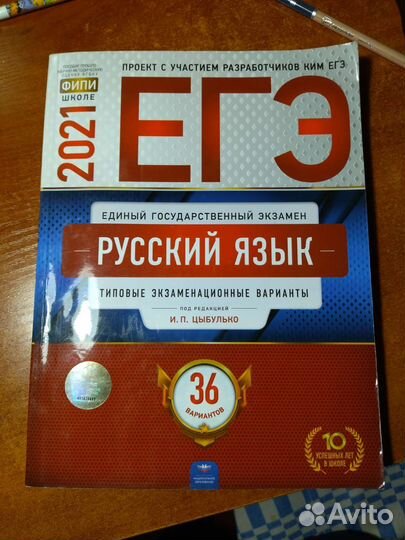 ПРОЕКТ С УЧАСТИЕМ РАЗРАБОТЧИКОВ КИМ ЕГЭ
ФИПИ
ШКОЛЕ
2021
ЕГЭ
ЕДИНЫЙ ГОСУДАРСТВЕННЫЙ ЭКЗАМЕН
РУССКИЙ ЯЗЫК
ТИПОВЫЕ ЭКЗАМЕНАЦИОННЫЕ ВАРИАНТЫ
ПОД РЕДАКЦИЕЙ
И. П. ЦЫБУЛЬКО
36
ВАРИАНТОВ
10
УСПЕШНЫХ ЛЕТ
В ШКОЛЕ
Avito